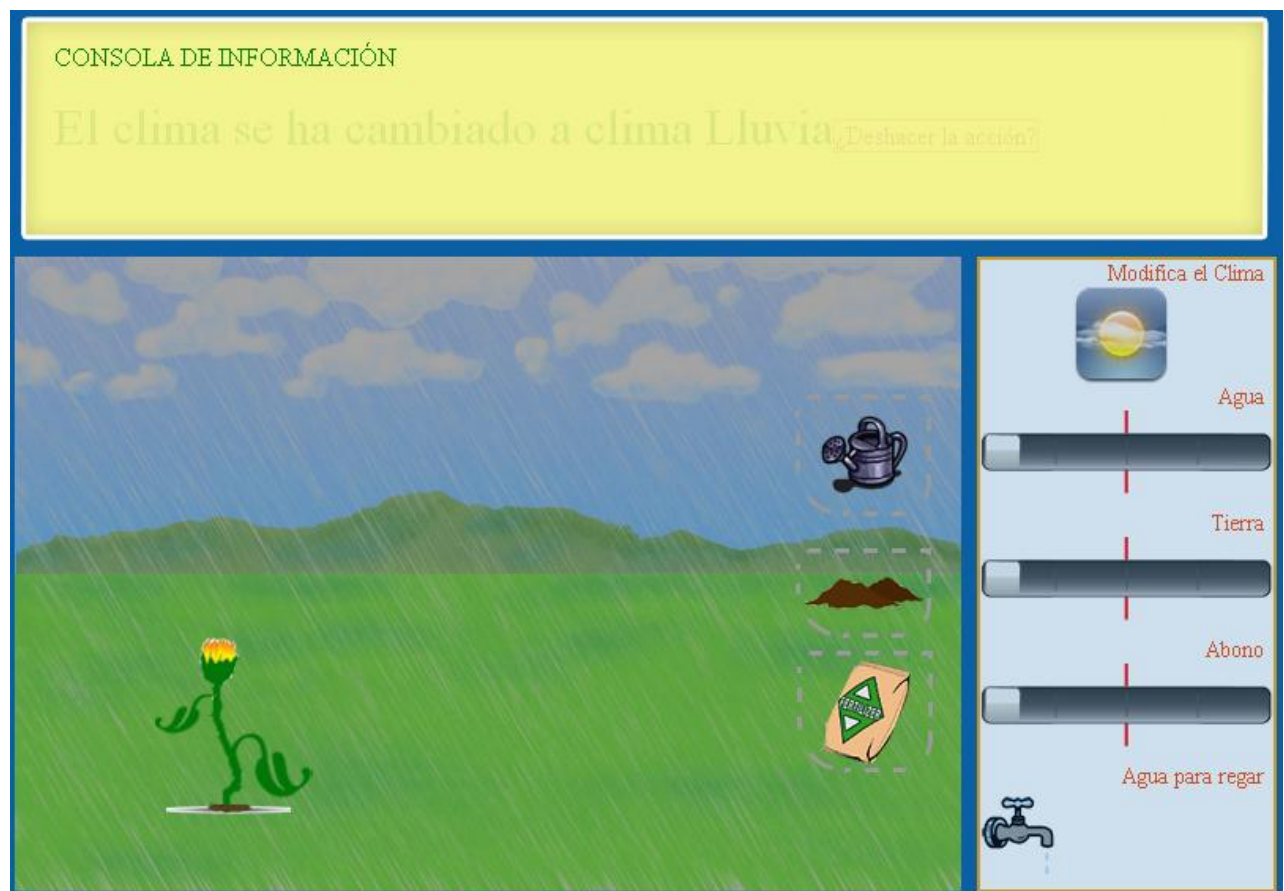 CONSOLA DE INFORMACIÓN
El clima se ha cambiado a clima Lluvia ¿Deshacer la acción?
Modifica el Clima
Agua
Tierra
FERTILIZER
Abono
Agua para regar